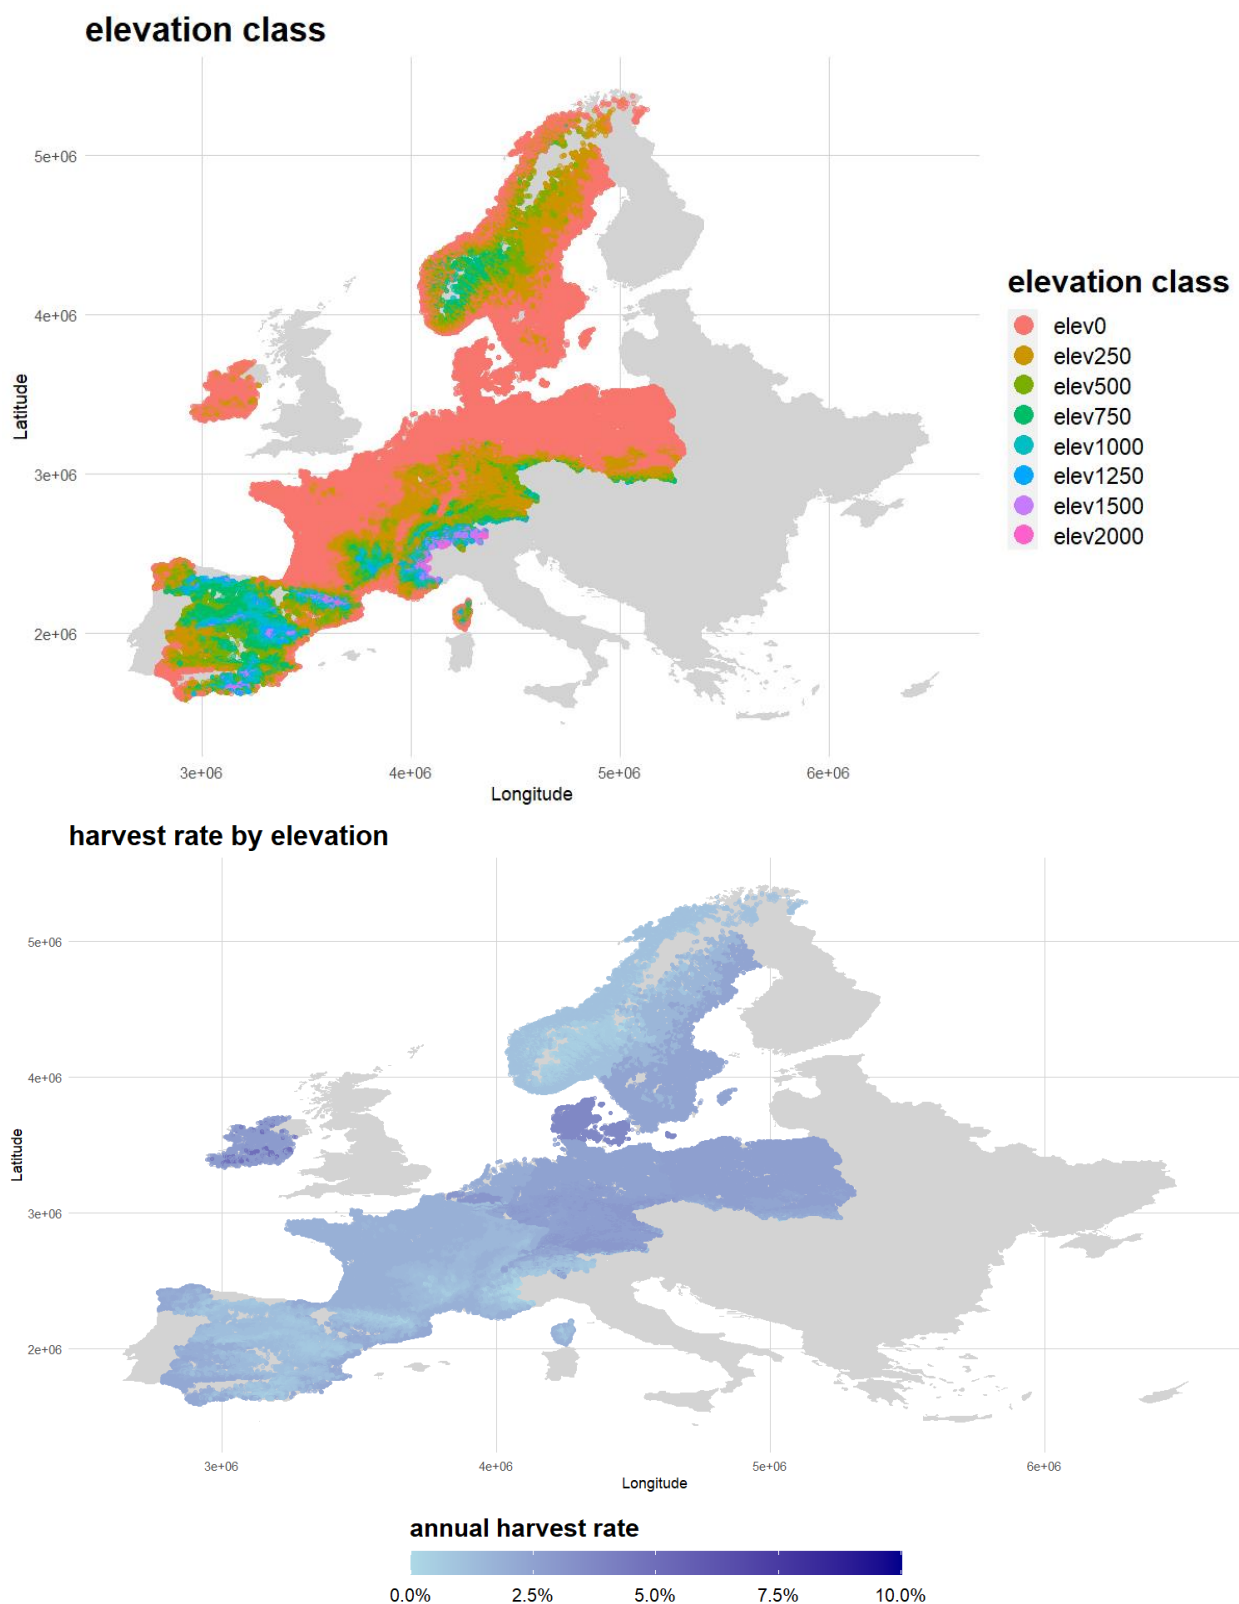 elevation class
5e+06
4e+06
3e+06
2e+06
Latitude
3e+06
4e+06
5e+06
6e+06
Longitude
elevation class
elev0
elev250
elev500
elev750
elev1000
elev1250
elev1500
elev2000
harvest rate by elevation
5e+06
4e+06
3e+06
2e+06
Latitude
3e+06
4e+06
5e+06
6e+06
Longitude
annual harvest rate
0.0%
2.5%
5.0%
7.5%
10.0%